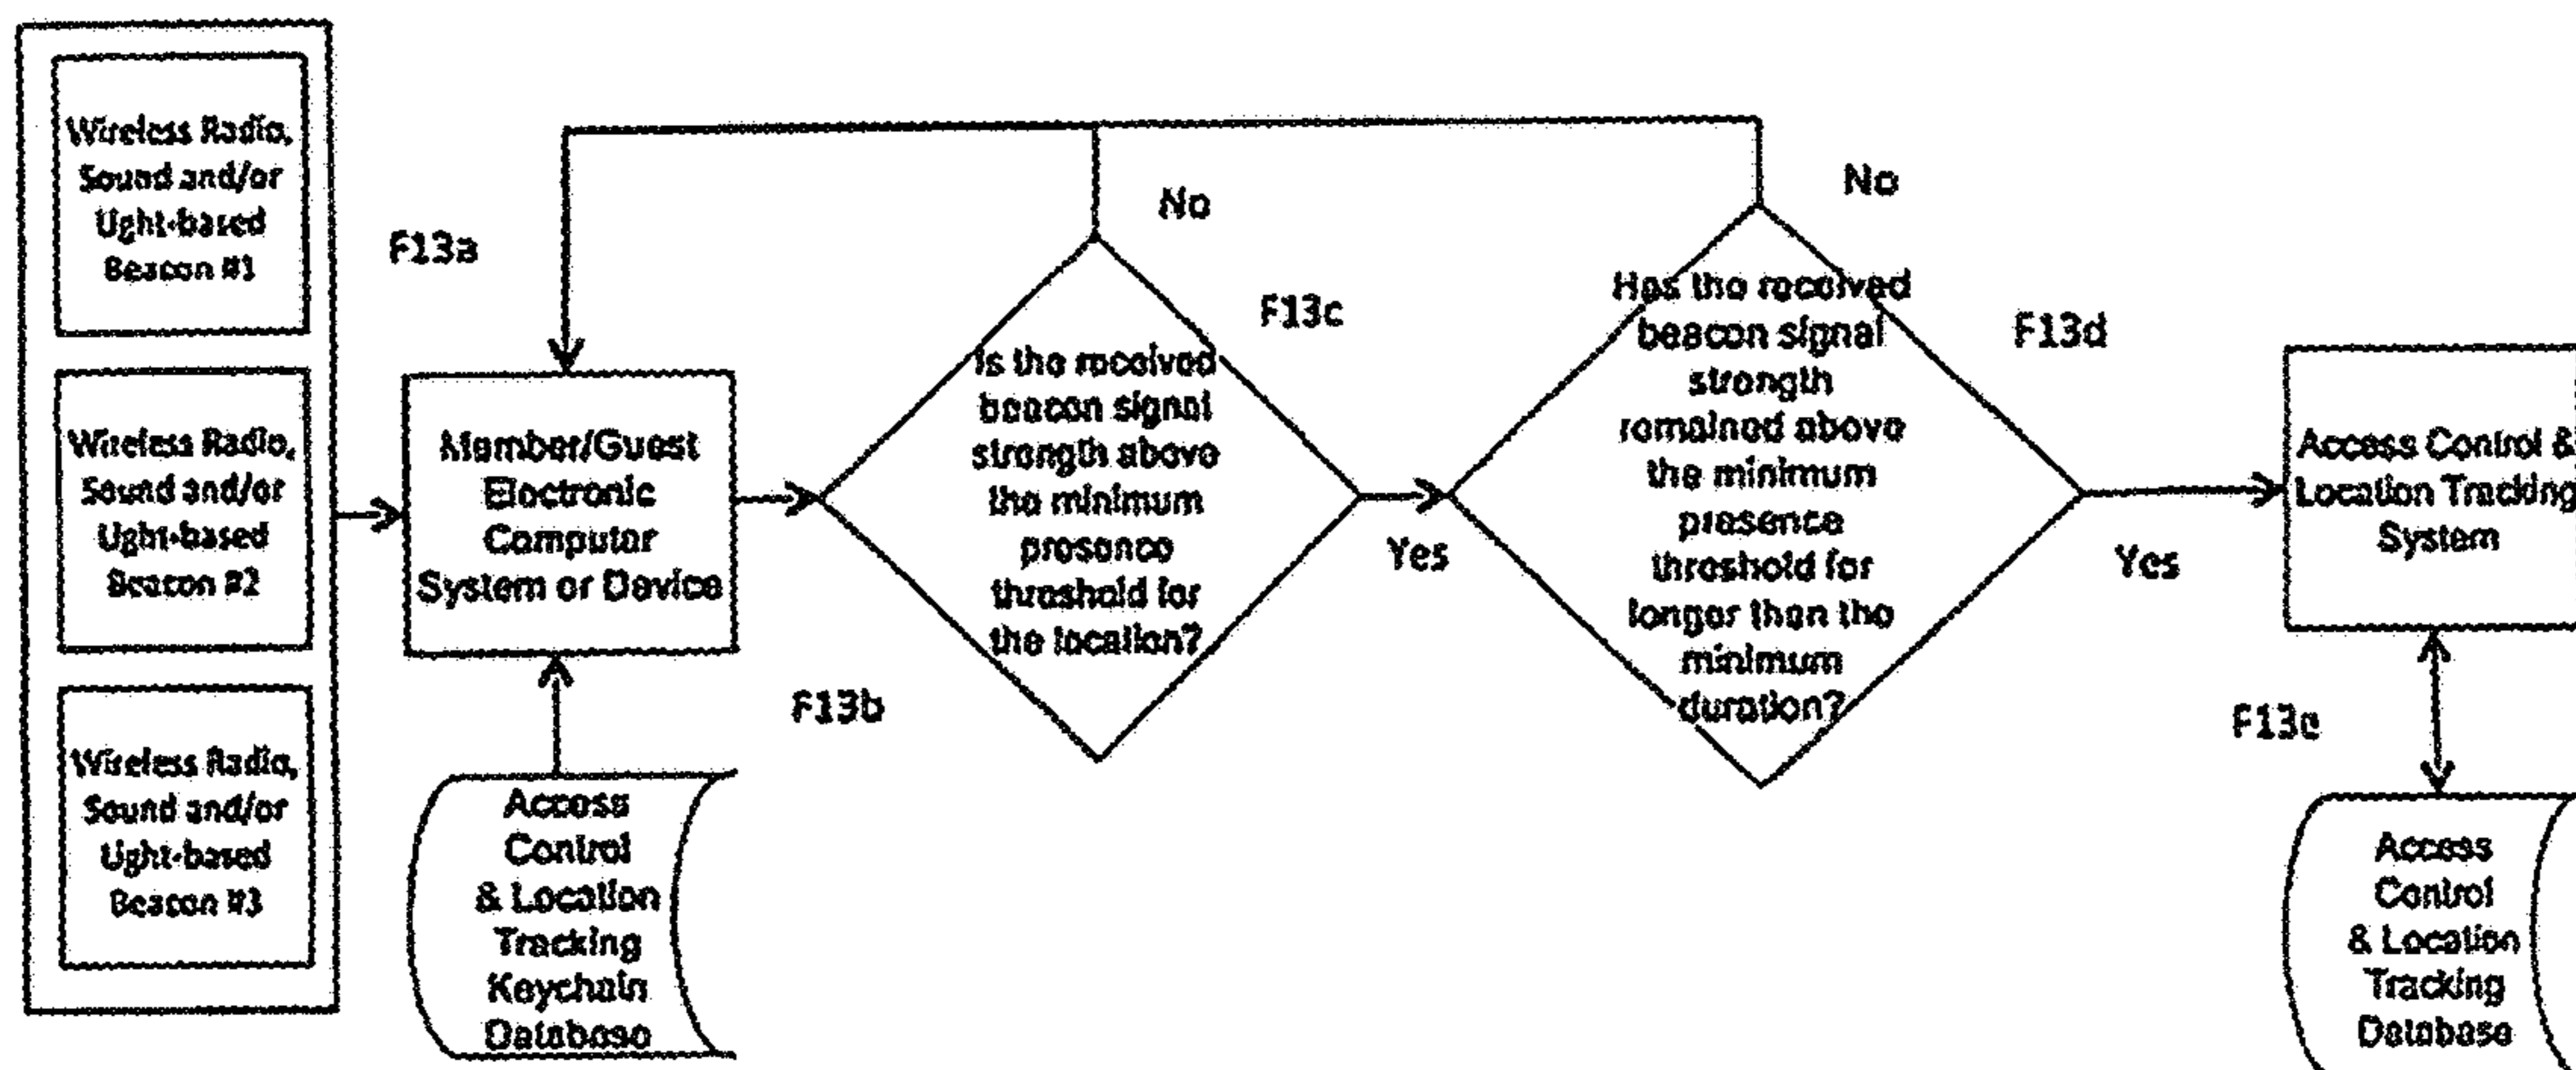 Wireless Radio,
Sound and/or
Light-based
Beacon #1
Wireless Radio,
Sound and/or
Light-based
Beacon #2
Wireless Radio,
Sound and/or
Light-based
Beacon #3
F13a
Member/Guest
Electronic
Computer
System or Device
F13b
Access
Control
& Location
Tracking
Keychain
Database
No
F13c
Is the received
beacon signal
strength above
the minimum
presence
threshold for
the location?
Yes
No
F13d
Has the received
beacon signal
strength
remained above
the minimum
presence
threshold for
longer than the
minimum
duration?
Yes
Access Control &
Location Tracking
System
F13e
Access
Control
& Location
Tracking
Database